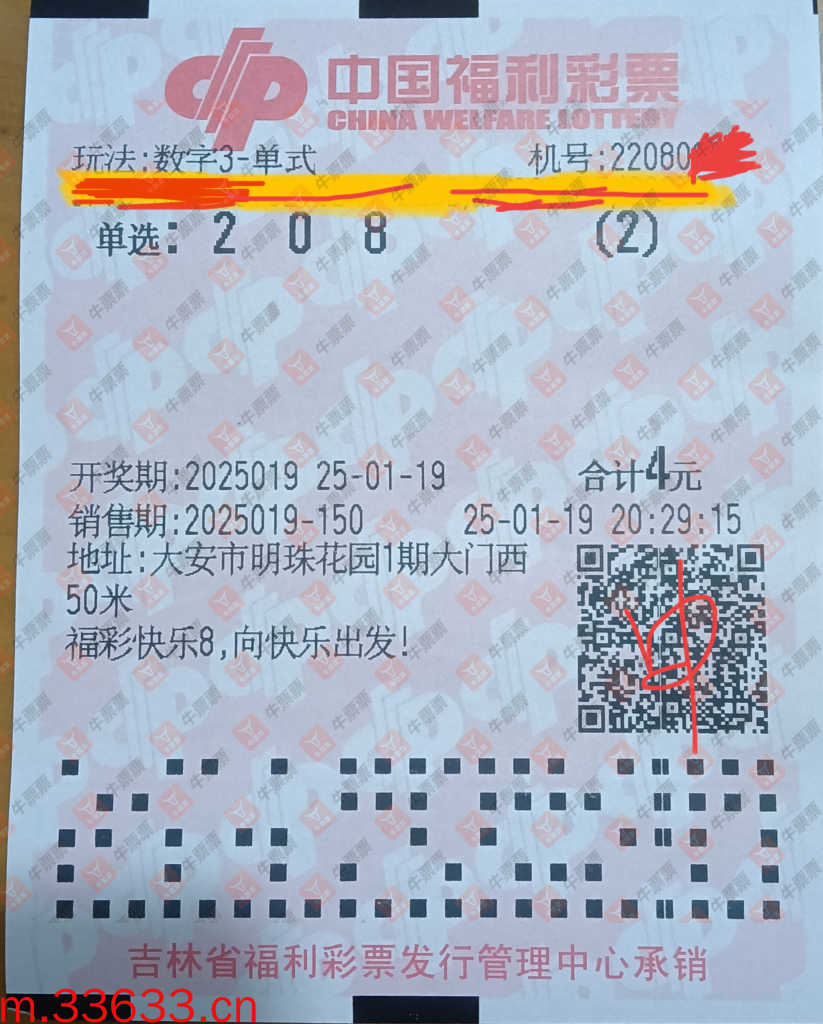 中国福利彩票
CHINA WELFARE LOTTERY
玩法:数字3-单式 机号:22080
单选: 2 0 8 (2)
开奖期:2025019 25-01-19 合计4元
销售期:2025019-150 25-01-19 20:29:15
地址:大安市明珠花园1期大门西
50米
福彩快乐8,向快乐出发!
中
吉林省福利彩票发行管理中心承销
m.33633.cn
牛票票